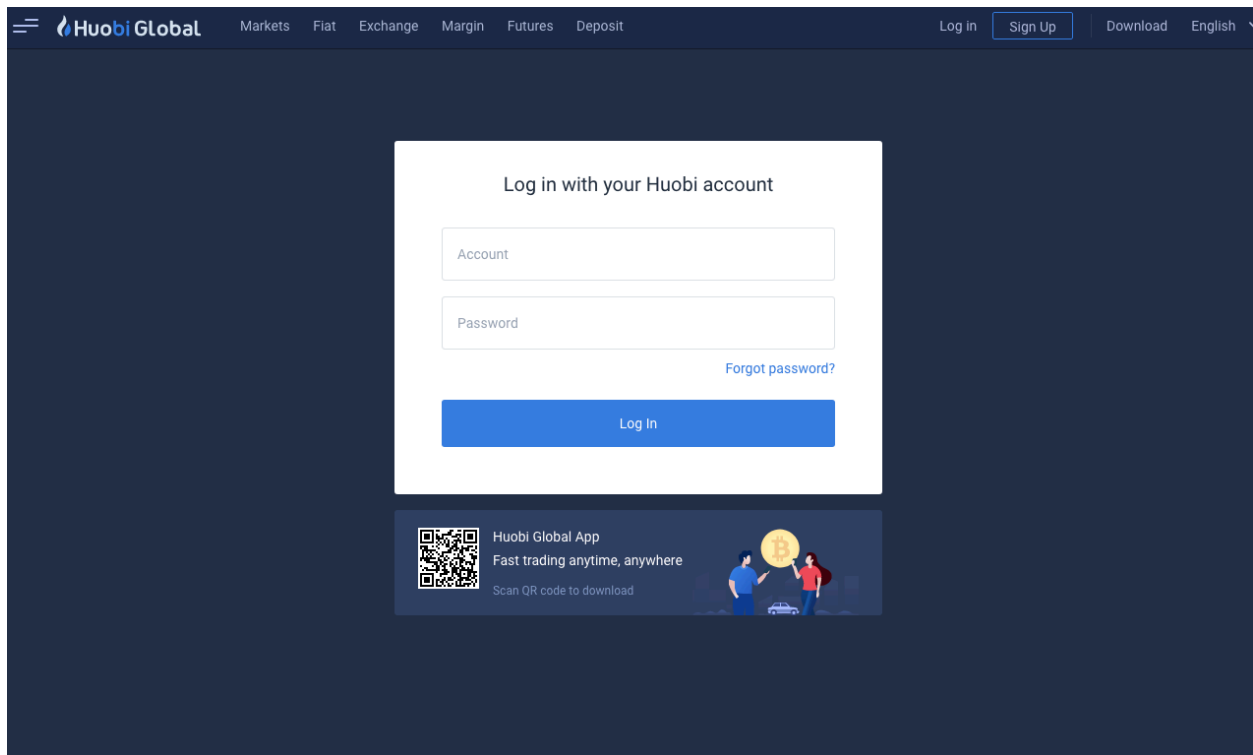 Huobi Global Markets Fiat Exchange Margin Futures Deposit Log in Sign Up Download English
Log in with your Huobi account
Account
Password
Forgot password?
Log In
Huobi Global App
Fast trading anytime, anywhere
Scan QR code to download